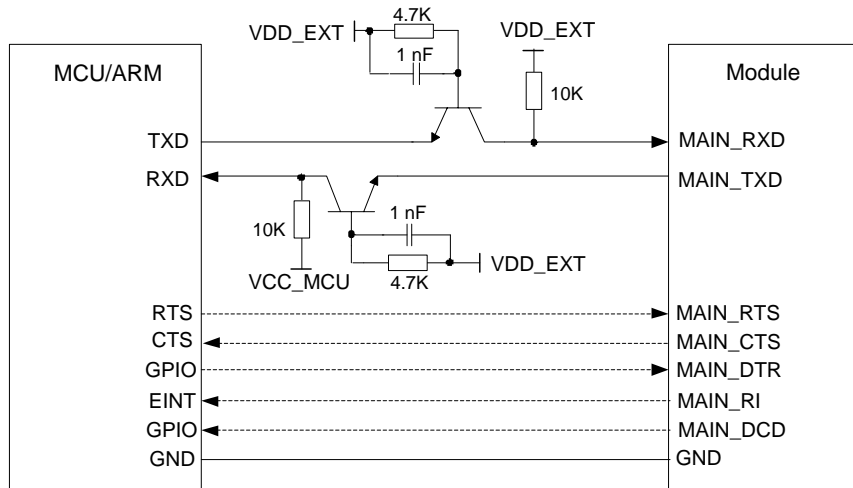 4.7K
VDD_EXT
VDD_EXT
1 nF
MCU/ARM
Module
10K
TXD
MAIN_RXD
RXD
MAIN_TXD
1 nF
10K
VDD_EXT
VCC_MCU
4.7K
RTS
MAIN_RTS
CTS
MAIN_CTS
GPIO
MAIN_DTR
EINT
MAIN_RI
GPIO
MAIN_DCD
GND
GND